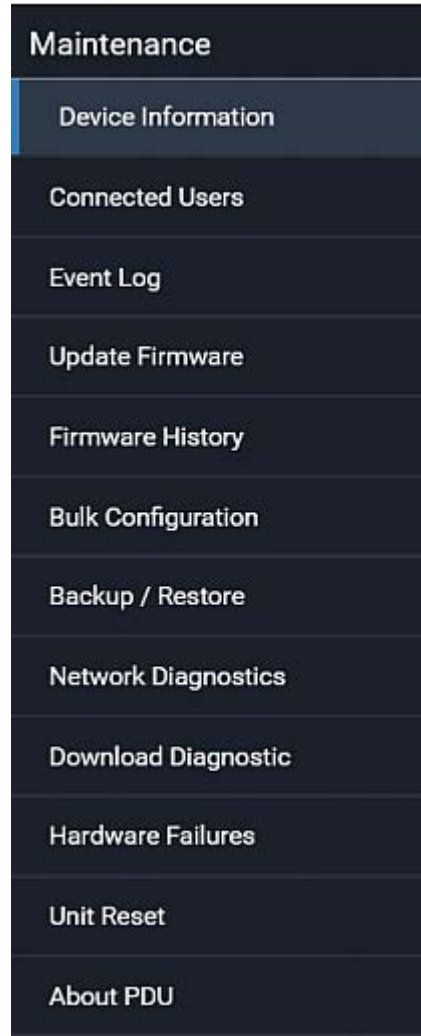 Maintenance
Device Information
Connected Users
Event Log
Update Firmware
Firmware History
Bulk Configuration
Backup / Restore
Network Diagnostics
Download Diagnostic
Hardware Failures
Unit Reset
About PDU